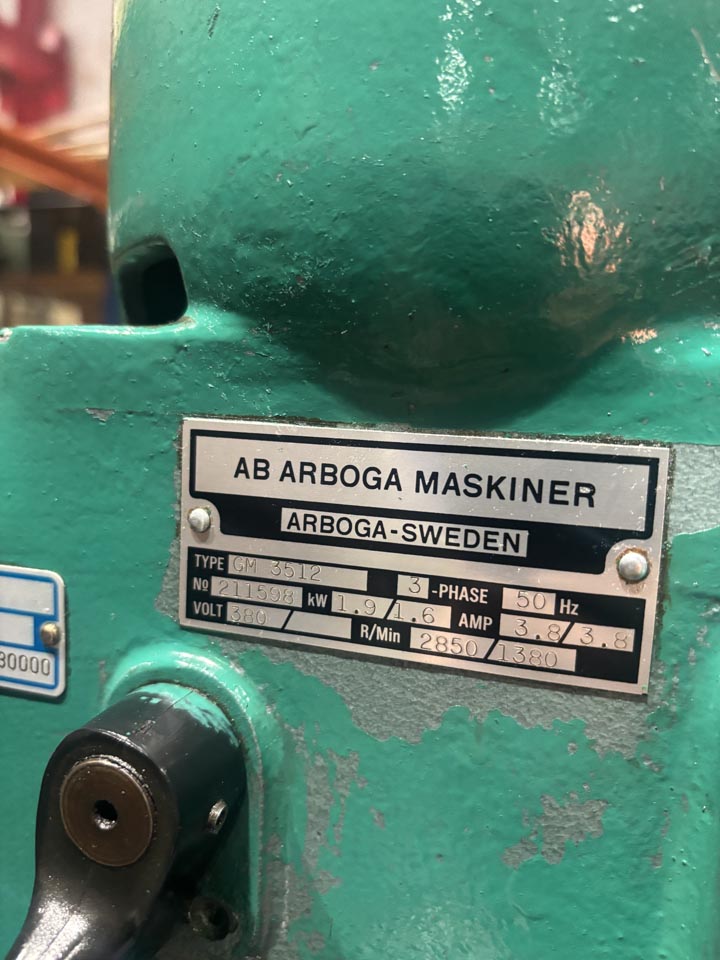 AB ARBOGA MASKINER
ARBOGA-SWEDEN
TYPE GM 3512 3 -PHASE 50 Hz
No 211598 kW 1.9/1.6 AMP 3.8/3.8
VOLT 380 / R/Min 2850/1380
30000